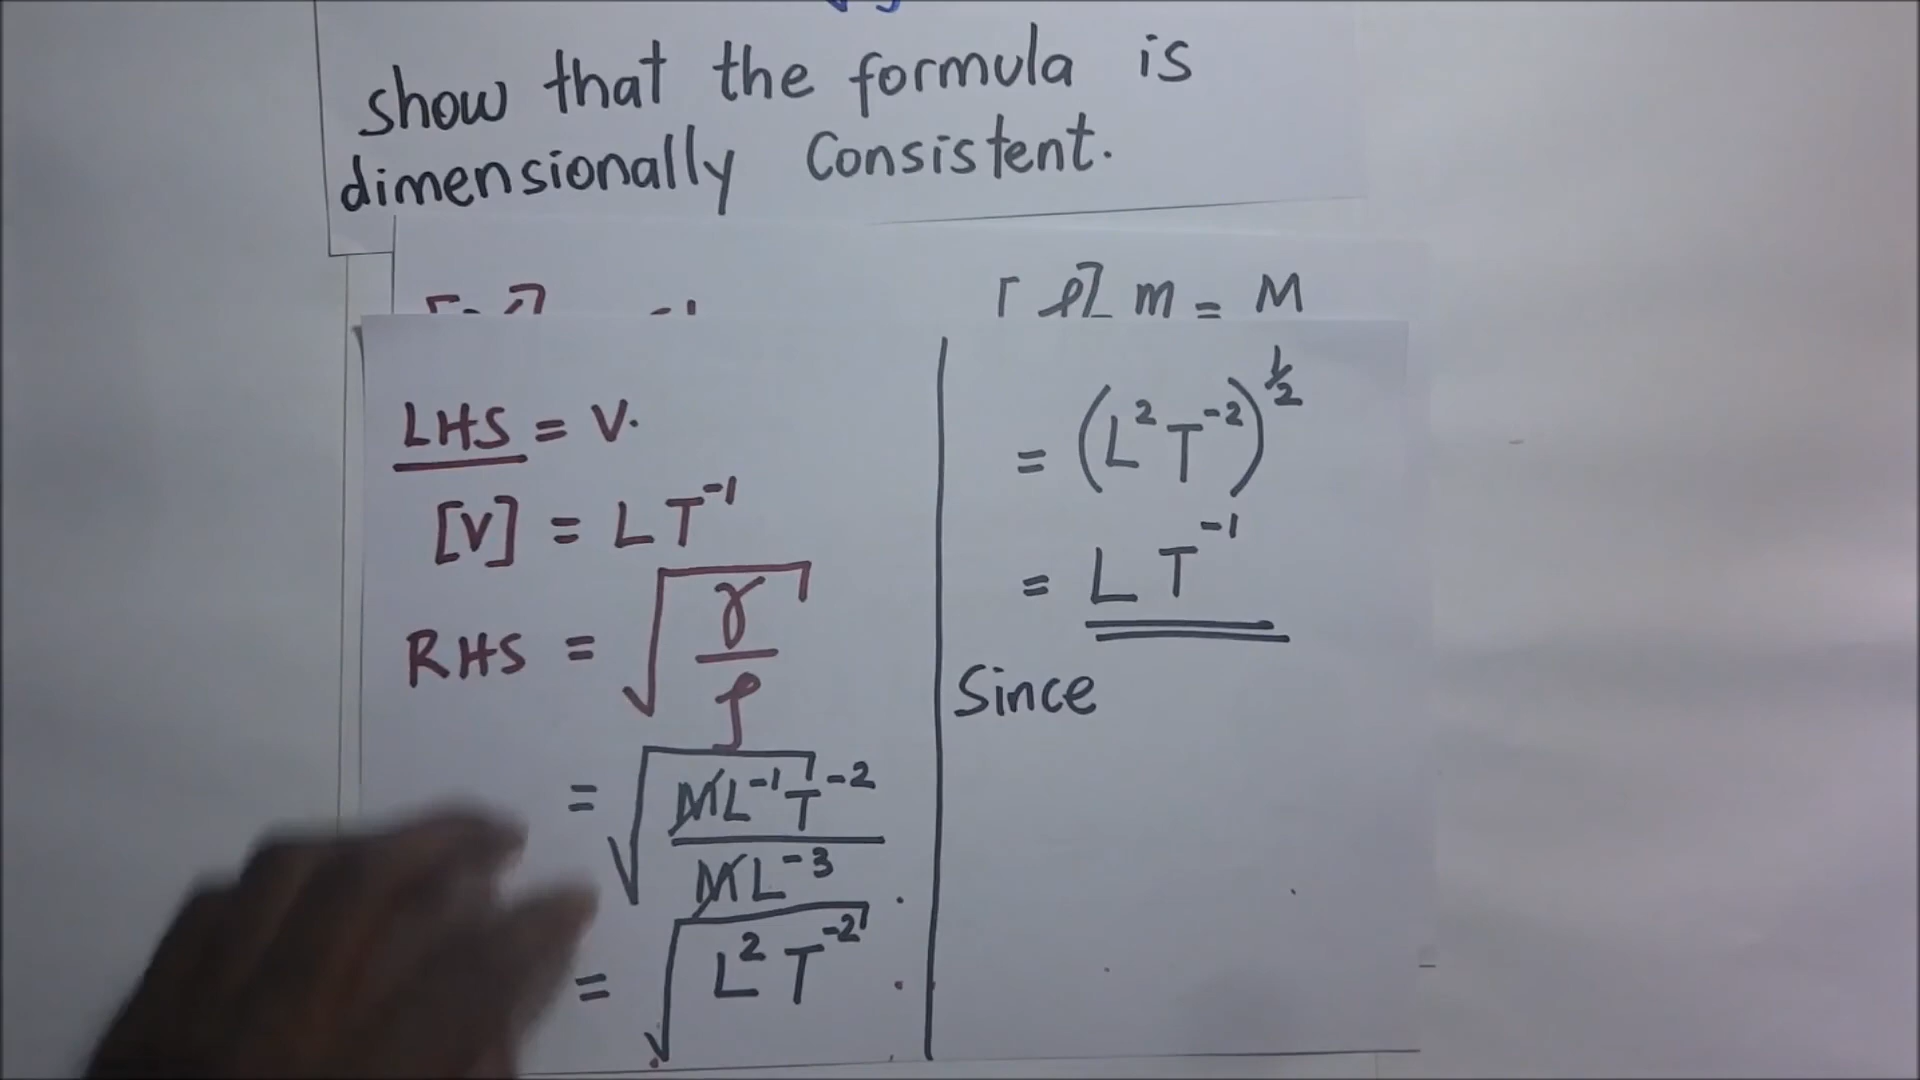 show that the formula is
dimensionally Consistent.
[ρ] m = M
LHS = V.
[V] = LT⁻¹
RHS = √(γ/ρ)
= √(ML⁻¹T⁻²/ML⁻³)
= √(L²T⁻²)
= (L²T⁻²)^½
= LT⁻¹
Since